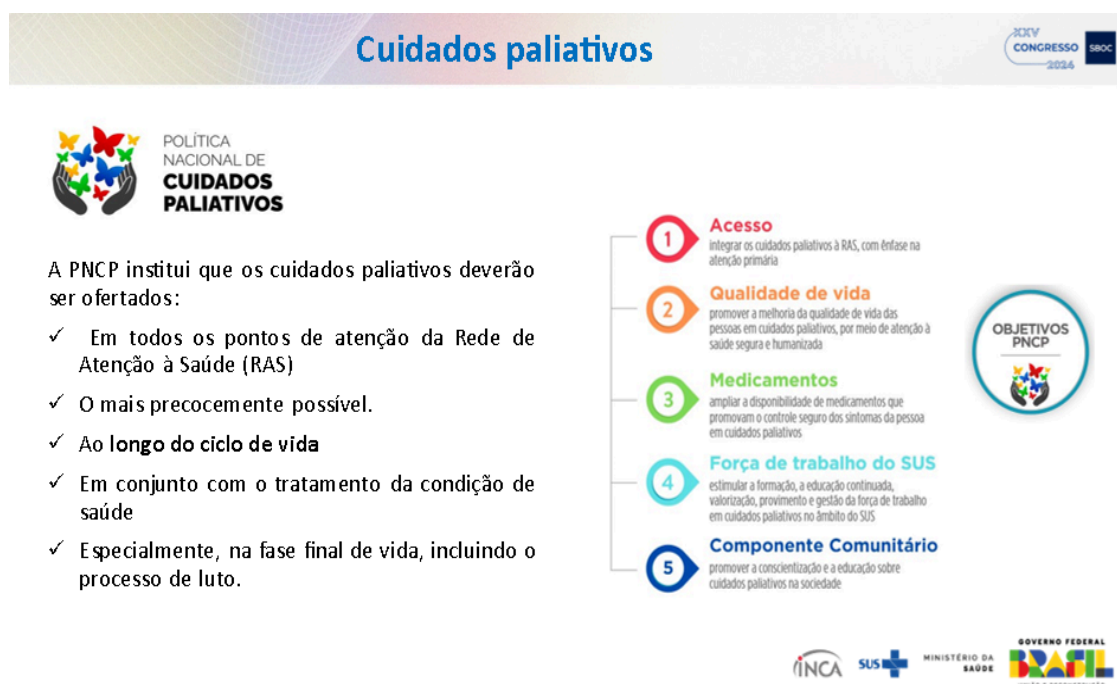 Cuidados paliativos
XXV
CONGRESSO
2024
SBOC
POLÍTICA
NACIONAL DE
CUIDADOS
PALIATIVOS
A PNCP institui que os cuidados paliativos deverão
ser ofertados:
✓ Em todos os pontos de atenção da Rede de
Atenção à Saúde (RAS)
✓ O mais precocemente possível.
✓ Ao longo do ciclo de vida
✓ Em conjunto com o tratamento da condição de
saúde
✓ Especialmente, na fase final de vida, incluindo o
processo de luto.
1
Acesso
integrar os cuidados paliativos à RAS, com ênfase na
atenção primária
2
Qualidade de vida
promover a melhoria da qualidade de vida das
pessoas em cuidados paliativos, por meio de atenção à
saúde segura e humanizada
3
Medicamentos
ampliar a disponibilidade de medicamentos que
promovam o controle seguro dos sintomas da pessoa
em cuidados paliativos
4
Força de trabalho do SUS
estimular a formação, a educação continuada,
valorização, provimento e gestão da força de trabalho
em cuidados paliativos no âmbito do SUS
5
Componente Comunitário
promover a conscientização e a educação sobre
cuidados paliativos na sociedade
OBJETIVOS
PNCP
INCA
SUS
MINISTÉRIO DA
SAÚDE
GOVERNO FEDERAL
BRASIL